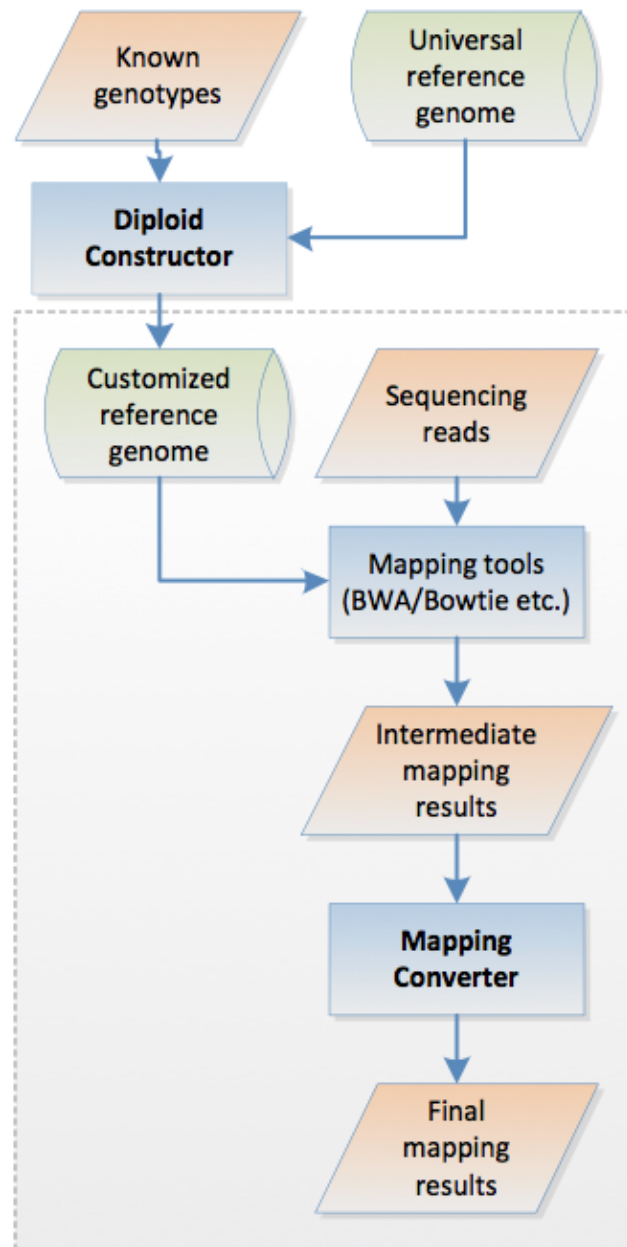 Known
genotypes
Universal
reference
genome
Diploid
Constructor
Customized
reference
genome
Sequencing
reads
Mapping tools
(BWA/Bowtie etc.)
Intermediate
mapping
results
Mapping
Converter
Final
mapping
results